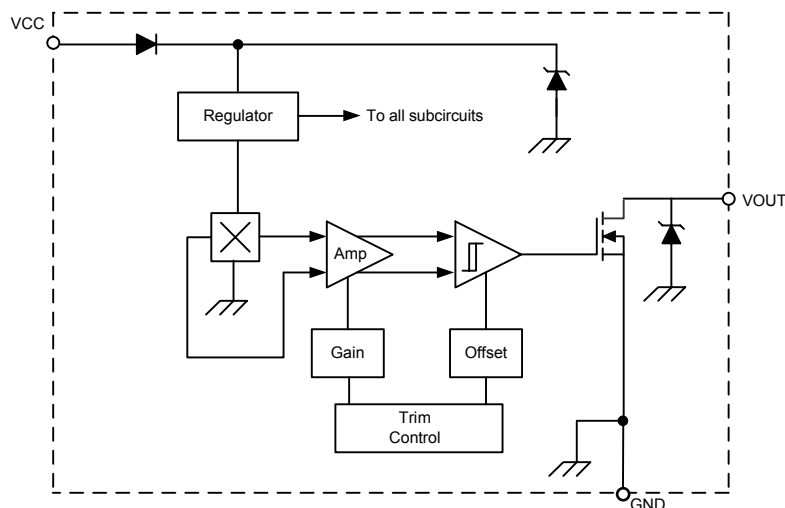 VCC
Regulator
To all subcircuits
VOUT
Amp
Gain
Offset
Trim
Control
GND